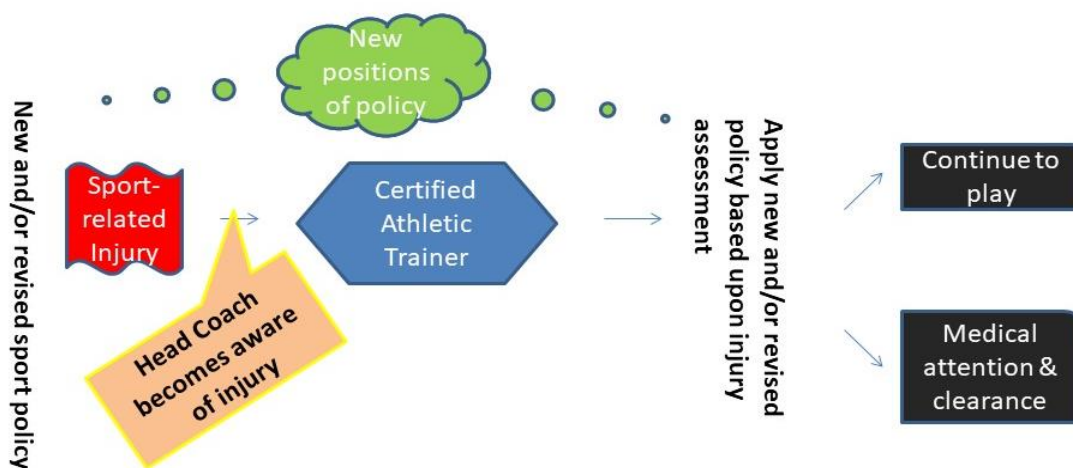 New and/or revised sport policy
New
positions
of policy
Sport-
related
Injury
Head Coach
becomes aware
of injury
Certified
Athletic
Trainer
Apply new and/or revised
policy based upon injury
assessment
Continue to
play
Medical
attention &
clearance